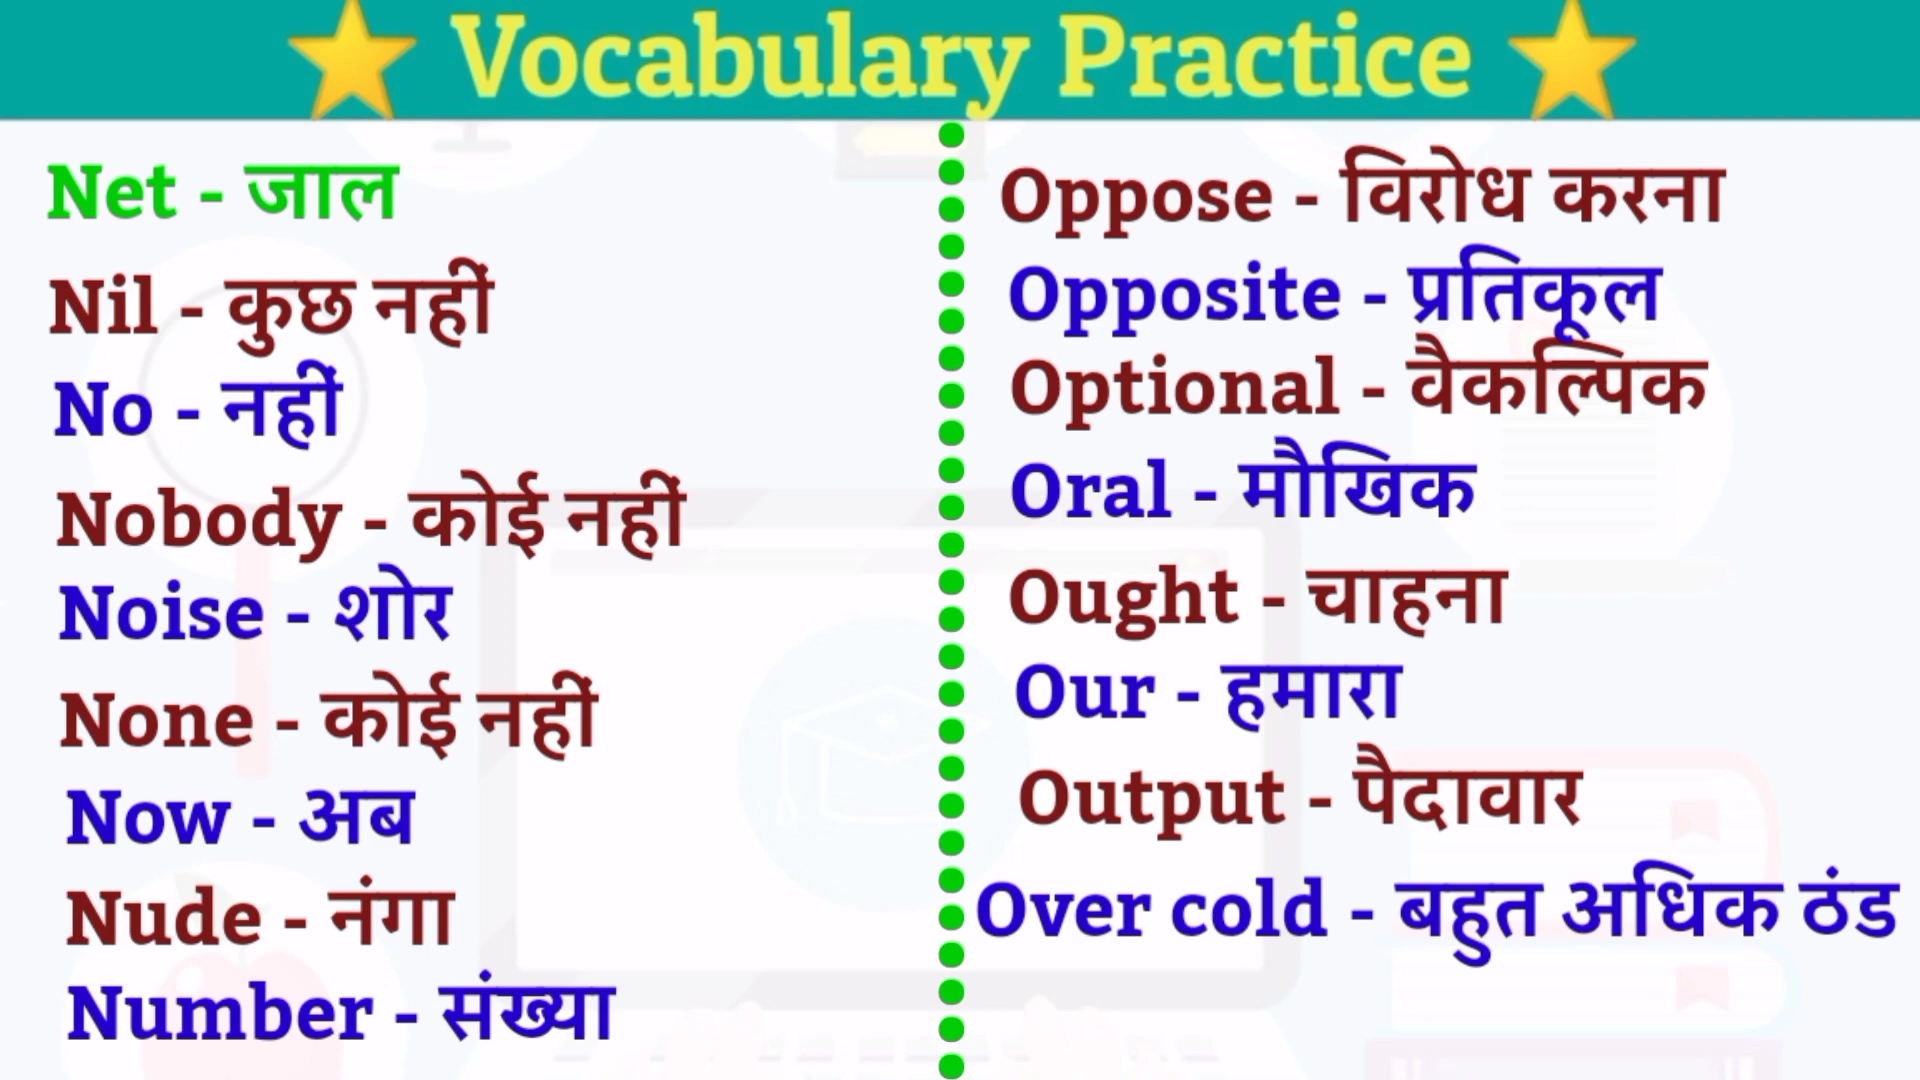 Vocabulary Practice
Net - जाल
Nil - कुछ नहीं
No - नहीं
Nobody - कोई नहीं
Noise - शोर
None - कोई नहीं
Now - अब
Nude - नंगा
Number - संख्या
Oppose - विरोध करना
Opposite - प्रतिकूल
Optional - वैकल्पिक
Oral - मौखिक
Ought - चाहना
Our - हमारा
Output - पैदावार
Over cold - बहुत अधिक ठंड